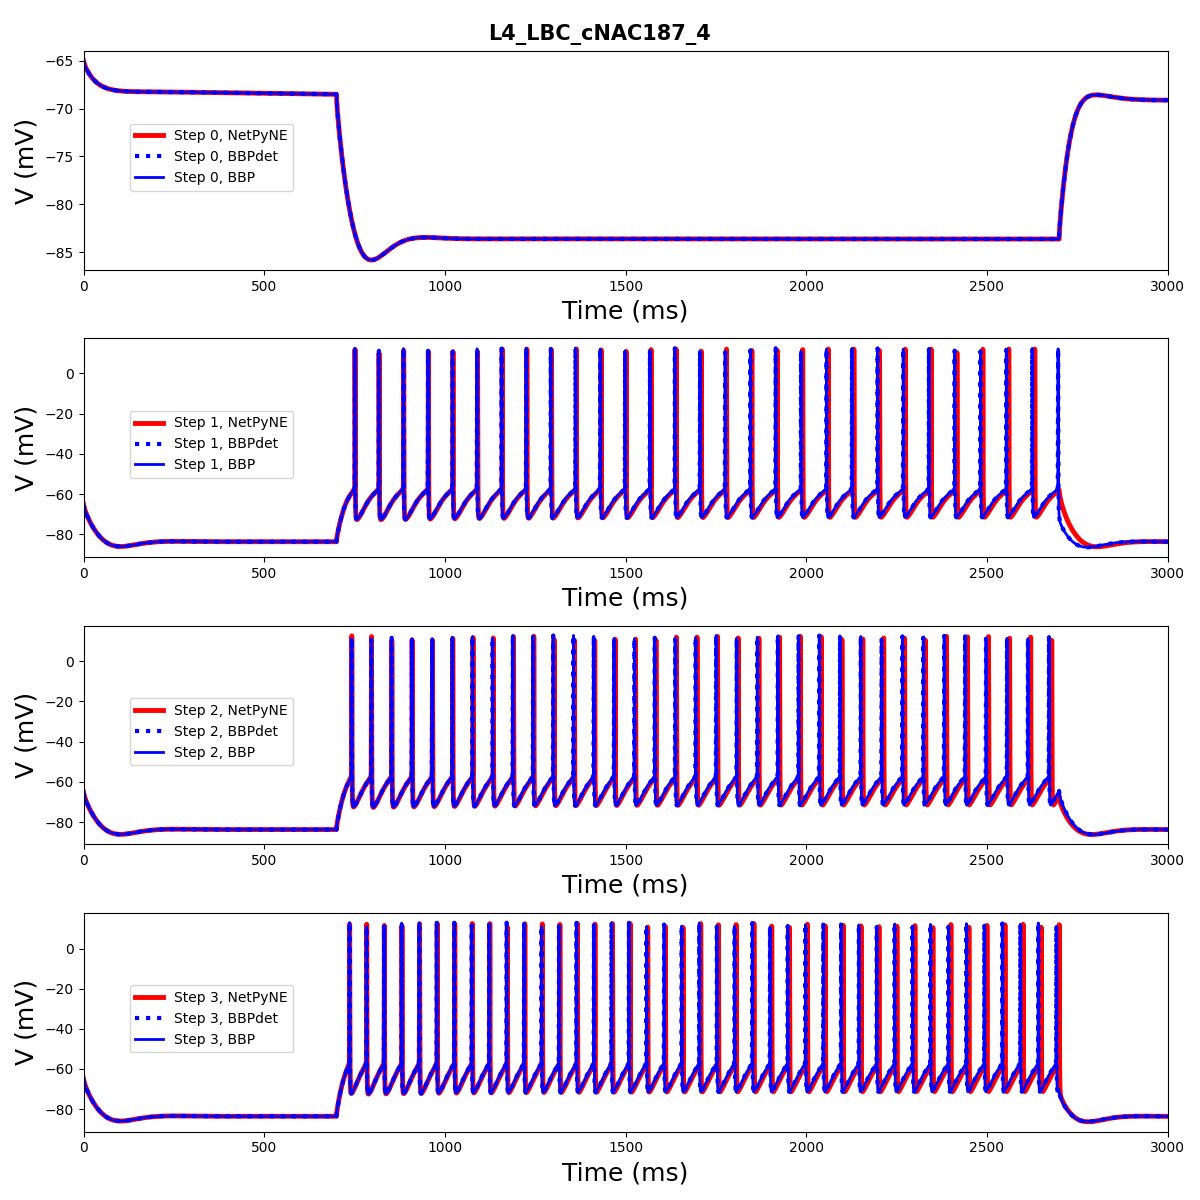 L4_LBC_cNAC187_4
−65
−70
−75
−80
−85
V (mV)
Step 0, NetPyNE
Step 0, BBPdet
Step 0, BBP
0 500 1000 1500 2000 2500 3000
Time (ms)
0
−20
−40
−60
−80
V (mV)
Step 1, NetPyNE
Step 1, BBPdet
Step 1, BBP
0 500 1000 1500 2000 2500 3000
Time (ms)
0
−20
−40
−60
−80
V (mV)
Step 2, NetPyNE
Step 2, BBPdet
Step 2, BBP
0 500 1000 1500 2000 2500 3000
Time (ms)
0
−20
−40
−60
−80
V (mV)
Step 3, NetPyNE
Step 3, BBPdet
Step 3, BBP
0 500 1000 1500 2000 2500 3000
Time (ms)